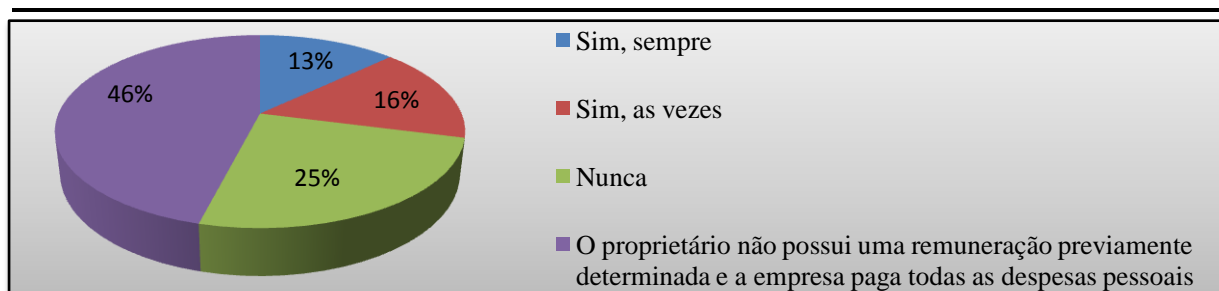 13%
16%
25%
46%
Sim, sempre
Sim, as vezes
Nunca
O proprietário não possui uma remuneração previamente
determinada e a empresa paga todas as despesas pessoais